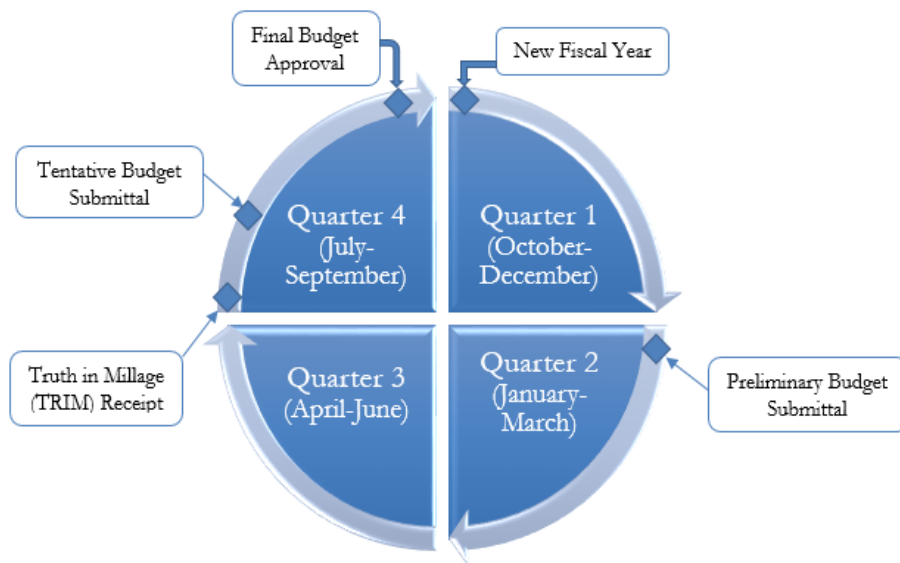 Final Budget
Approval
New Fiscal Year
Tentative Budget
Submittal
Quarter 4
(July-
September)
Quarter 1
(October-
December)
Truth in Millage
(TRIM) Receipt
Quarter 3
(April-June)
Quarter 2
(January-
March)
Preliminary Budget
Submittal